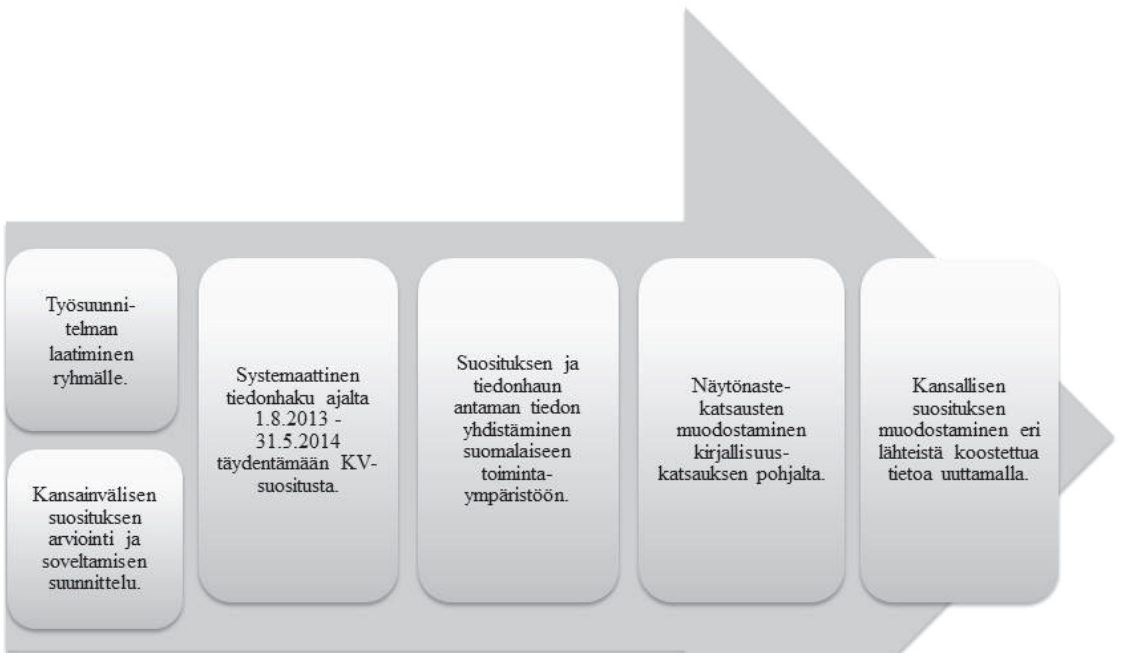 Työsuunni-
telman
laatiminen
ryhmälle.
Kansainvälisen
suosituksen
arviointi ja
soveltamisen
suunnittelu.
Systemaattinen
tiedonhaku ajalta
1.8.2013 -
31.5.2014
täydentämään KV-
suositusta.
Suosituksen ja
tiedonhaun
antaman tiedon
yhdistäminen
suomalaiseen
toiminta-
ympäristöön.
Näytönaste-
katsausten
muodostaminen
kirjallisuus-
katsauksen pohjalta.
Kansallisen
suosituksen
muodostaminen eri
lähteistä koostettua
tietoa uuttamalla.